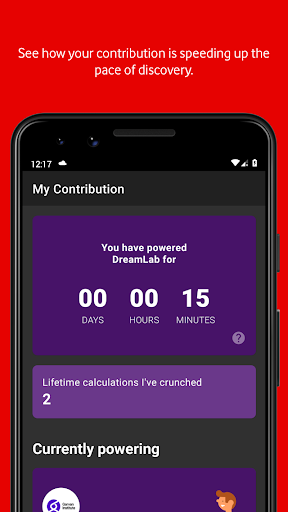 See how your contribution is speeding up the
pace of discovery.
12:17
My Contribution
You have powered
DreamLab for
00 00 15
DAYS HOURS MINUTES
?
Lifetime calculations I've crunched
2
Currently powering
Garvan Institute